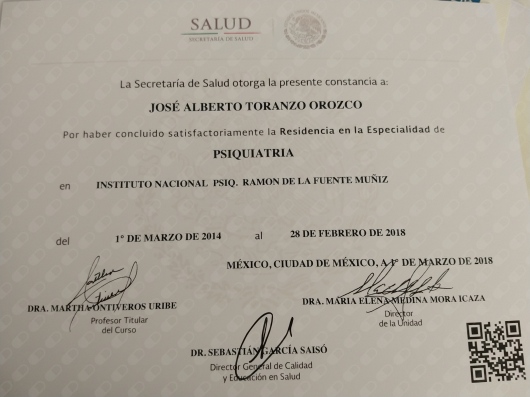 SALUD
SECRETARÍA DE SALUD
La Secretaría de Salud otorga la presente constancia a:
JOSÉ ALBERTO TORANZO OROZCO
Por haber concluido satisfactoriamente la Residencia en la Especialidad de
PSIQUIATRIA
en INSTITUTO NACIONAL PSIQ. RAMON DE LA FUENTE MUÑIZ
del 1° DE MARZO DE 2014 al 28 DE FEBRERO DE 2018
MÉXICO, CIUDAD DE MÉXICO, A 1° DE MARZO DE 2018
DRA. MARTHA ONTIVEROS URIBE
Profesor Titular
del Curso
DRA. MARIA ELENA MEDINA MORA ICAZA
Director
de la Unidad
DR. SEBASTIÁN GARCÍA SAISÓ
Director General de Calidad
y Educación en Salud